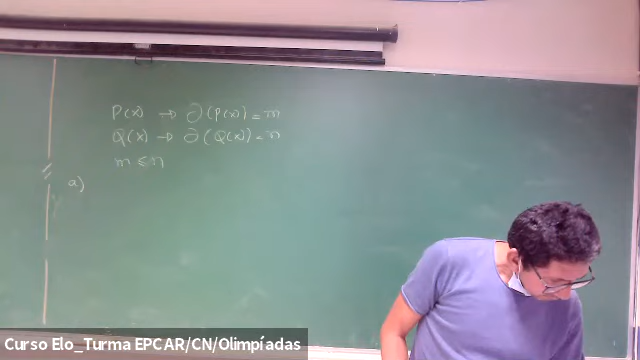 P(x) → ∂(P(x)) = m
Q(x) → ∂(Q(x)) = n
m ≤ n
a)
Curso Elo_Turma EPCAR/CN/Olimpíadas